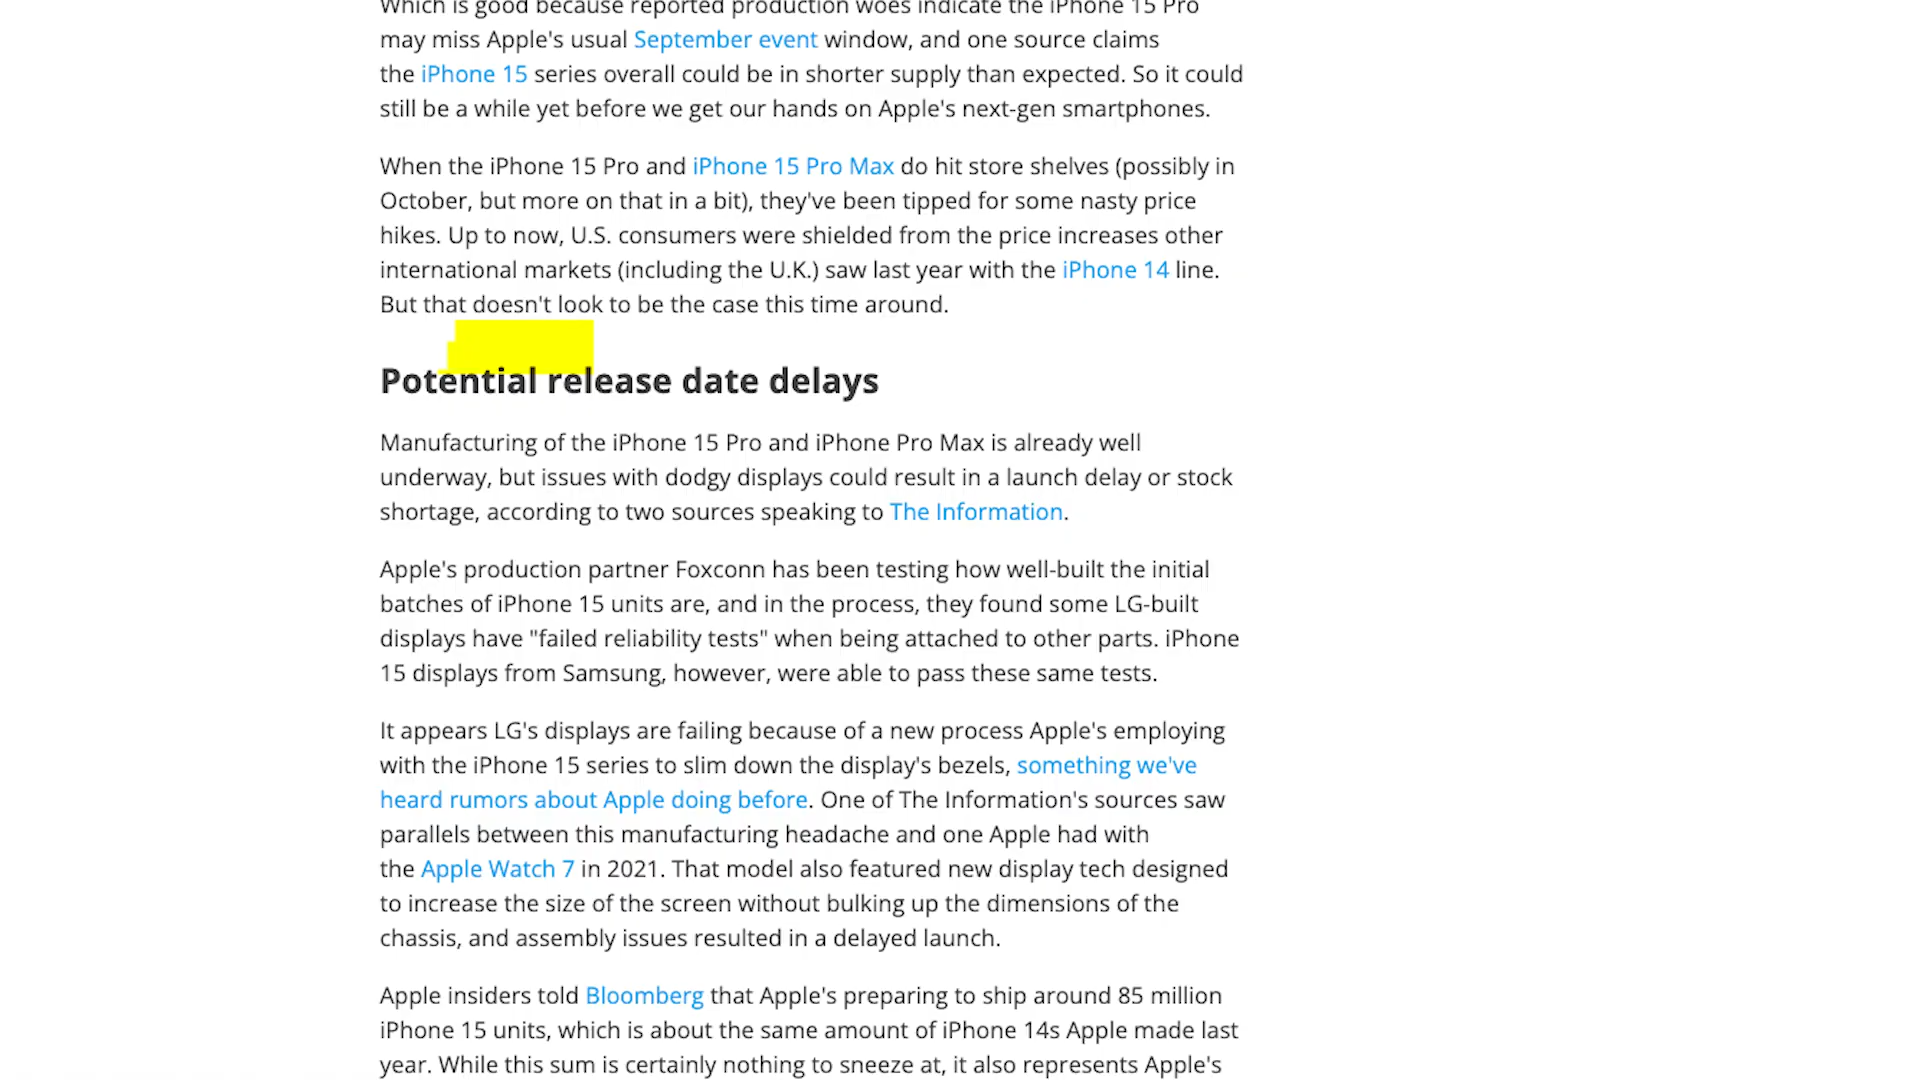 Which is good because reported production woes indicate the iPhone 15 Pro
may miss Apple's usual September event window, and one source claims
the iPhone 15 series overall could be in shorter supply than expected. So it could
still be a while yet before we get our hands on Apple's next-gen smartphones.
When the iPhone 15 Pro and iPhone 15 Pro Max do hit store shelves (possibly in
October, but more on that in a bit), they've been tipped for some nasty price
hikes. Up to now, U.S. consumers were shielded from the price increases other
international markets (including the U.K.) saw last year with the iPhone 14 line.
But that doesn't look to be the case this time around.
Potential release date delays
Manufacturing of the iPhone 15 Pro and iPhone Pro Max is already well
underway, but issues with dodgy displays could result in a launch delay or stock
shortage, according to two sources speaking to The Information.
Apple's production partner Foxconn has been testing how well-built the initial
batches of iPhone 15 units are, and in the process, they found some LG-built
displays have "failed reliability tests" when being attached to other parts. iPhone
15 displays from Samsung, however, were able to pass these same tests.
It appears LG's displays are failing because of a new process Apple's employing
with the iPhone 15 series to slim down the display's bezels, something we've
heard rumors about Apple doing before. One of The Information's sources saw
parallels between this manufacturing headache and one Apple had with
the Apple Watch 7 in 2021. That model also featured new display tech designed
to increase the size of the screen without bulking up the dimensions of the
chassis, and assembly issues resulted in a delayed launch.
Apple insiders told Bloomberg that Apple's preparing to ship around 85 million
iPhone 15 units, which is about the same amount of iPhone 14s Apple made last
year. While this sum is certainly nothing to sneeze at, it also represents Apple's